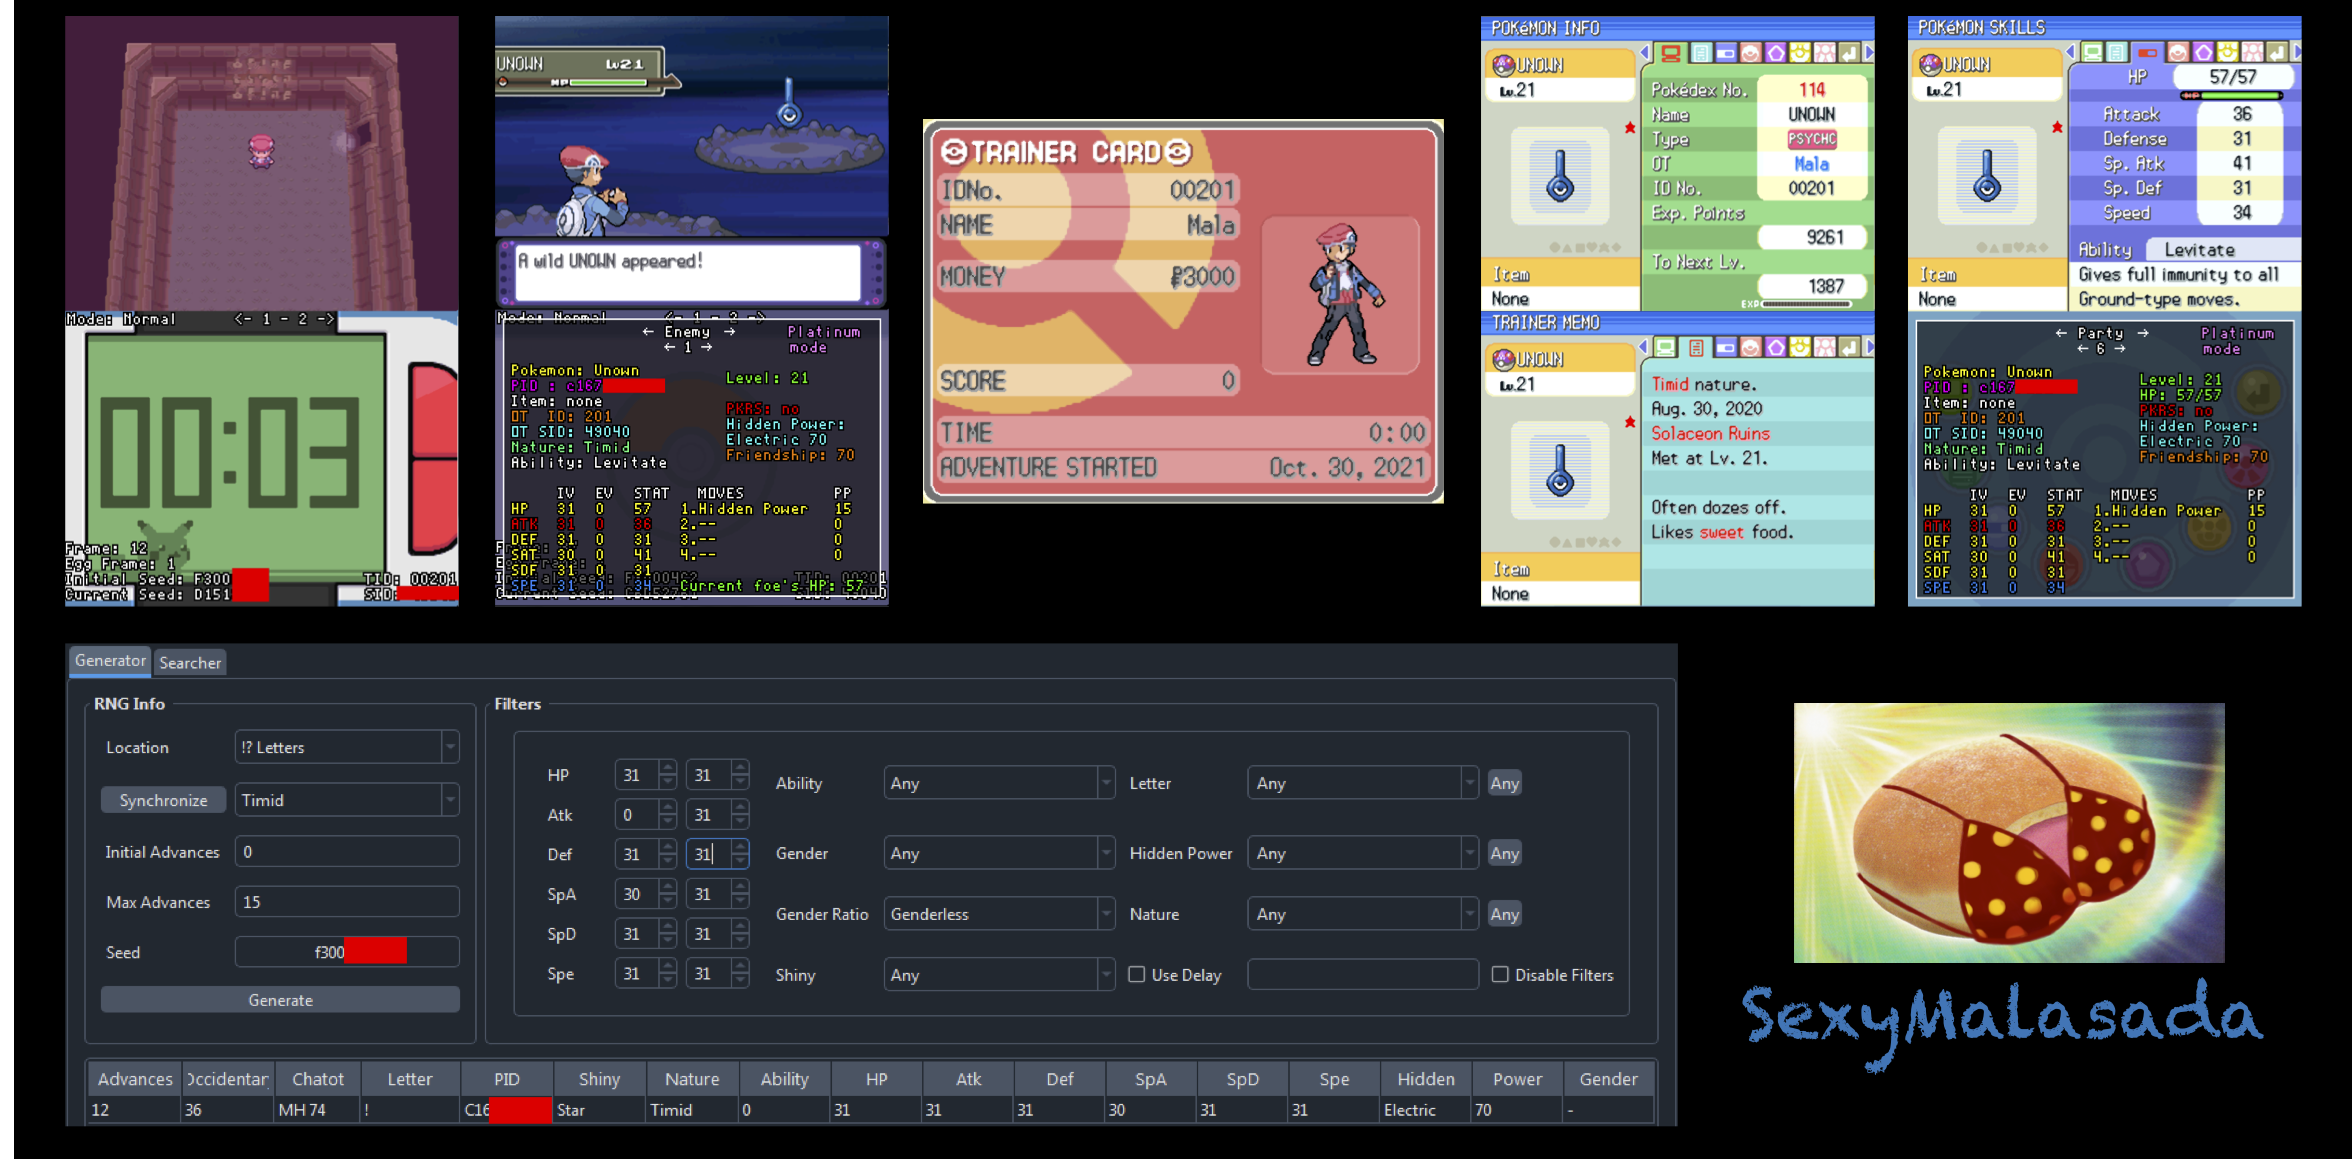 00:03
Mode: Normal <- 1 - 2 ->
Frame: 12
Egg Frame: 1
Initial Seed: F300
Current Seed: D151
TID: 00201
SID:
UNOWN Lv21
HP
A wild UNOWN appeared!
Mode: Normal <- 1 - 2 ->
← Enemy →
← 1 →
Platinum
mode
Pokemon: Unown
PID : c167
Level: 21
Item: none
OT ID: 201
OT SID: 49040
Nature: Timid
Ability: Levitate
PKRS: no
Hidden Power:
Electric 70
Friendship: 70
IV EV STAT MOVES PP
HP 31 0 57 1.Hidden Power 15
ATK 31 0 36 2.-- 0
DEF 31 0 31 3.-- 0
SAT 30 0 41 4.-- 0
SDF 31 0 31
SPE 31 0 34 Current foe's HP: 57
TRAINER CARD
IDNo. 00201
NAME Mala
MONEY ₽3000
SCORE 0
TIME 0:00
ADVENTURE STARTED Oct. 30, 2021
POKéMON INFO
UNOWN
Lv.21
Item
None
Pokédex No. 114
Name UNOWN
Type PSYCHC
OT Mala
ID No. 00201
Exp. Points
9261
To Next Lv.
1387
EXP
TRAINER MEMO
UNOWN
Lv.21
Item
None
Timid nature.
Aug. 30, 2020
Solaceon Ruins
Met at Lv. 21.
Often dozes off.
Likes sweet food.
POKéMON SKILLS
UNOWN
Lv.21
Item
None
HP 57/57
HP
Attack 36
Defense 31
Sp. Atk 41
Sp. Def 31
Speed 34
Ability Levitate
Gives full immunity to all
Ground-type moves.
← Party →
← 6 →
Platinum
mode
Pokemon: Unown
PID : c167
Item: none
OT ID: 201
OT SID: 49040
Nature: Timid
Ability: Levitate
Level: 21
HP: 57/57
PKRS: no
Hidden Power:
Electric 70
Friendship: 70
IV EV STAT MOVES PP
HP 31 0 57 1.Hidden Power 15
ATK 31 0 36 2.-- 0
DEF 31 0 31 3.-- 0
SAT 30 0 41 4.-- 0
SDF 31 0 31
SPE 31 0 34
Generator Searcher
RNG Info
Location !? Letters
Synchronize Timid
Initial Advances 0
Max Advances 15
Seed f300
Generate
Filters
HP 31 31
Atk 0 31
Def 31 31
SpA 30 31
SpD 31 31
Spe 31 31
Ability Any
Gender Any
Gender Ratio Genderless
Shiny Any
Letter Any Any
Hidden Power Any Any
Nature Any Any
Use Delay
Disable Filters
Advances Occidentar Chatot Letter PID Shiny Nature Ability HP Atk Def SpA SpD Spe Hidden Power Gender
12 36 MH 74 ! C16 Star Timid 0 31 31 31 30 31 31 Electric 70 -
SexyMalasada